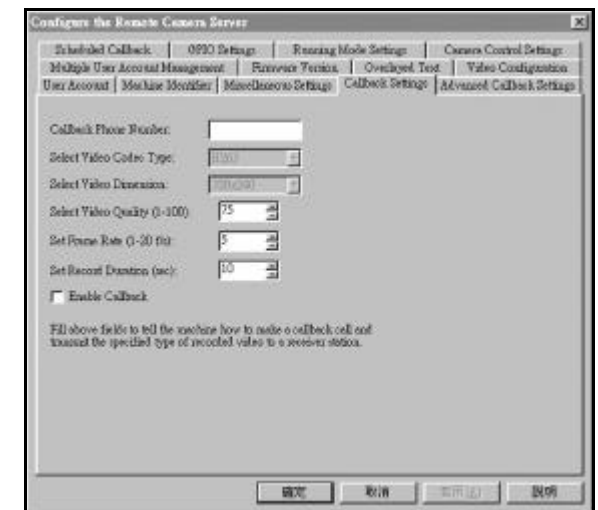 Configure the Remote Camera Server
Scheduled Callback GPIO Settings Running Mode Settings Camera Control Settings
Multiple User Account Management Firmware Version Overlayed Text Video Configuration
User Account Machine Identifier Miscellaneous Settings Callback Settings Advanced Callback Settings
Callback Phone Number:
Select Video Codec Type: H263
Select Video Dimension:
Select Video Quality (1-100) 75
Set Frame Rate (1-20 f/s): 5
Set Record Duration (sec): 10
Enable Callback
Fill above fields to tell the machine how to make a callback call and
transmit the specified type of recorded video to a receiver station.
確定 取消 說明